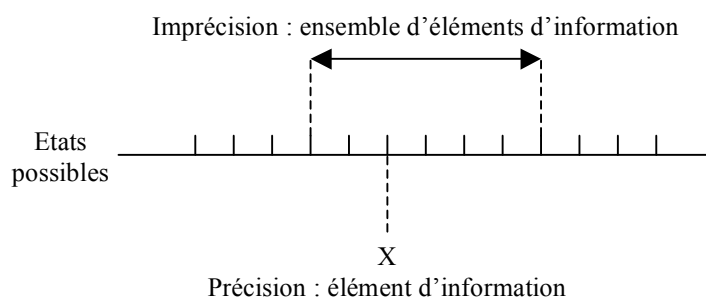 Imprécision : ensemble d’éléments d’information
Etats
possibles
X
Précision : élément d’information